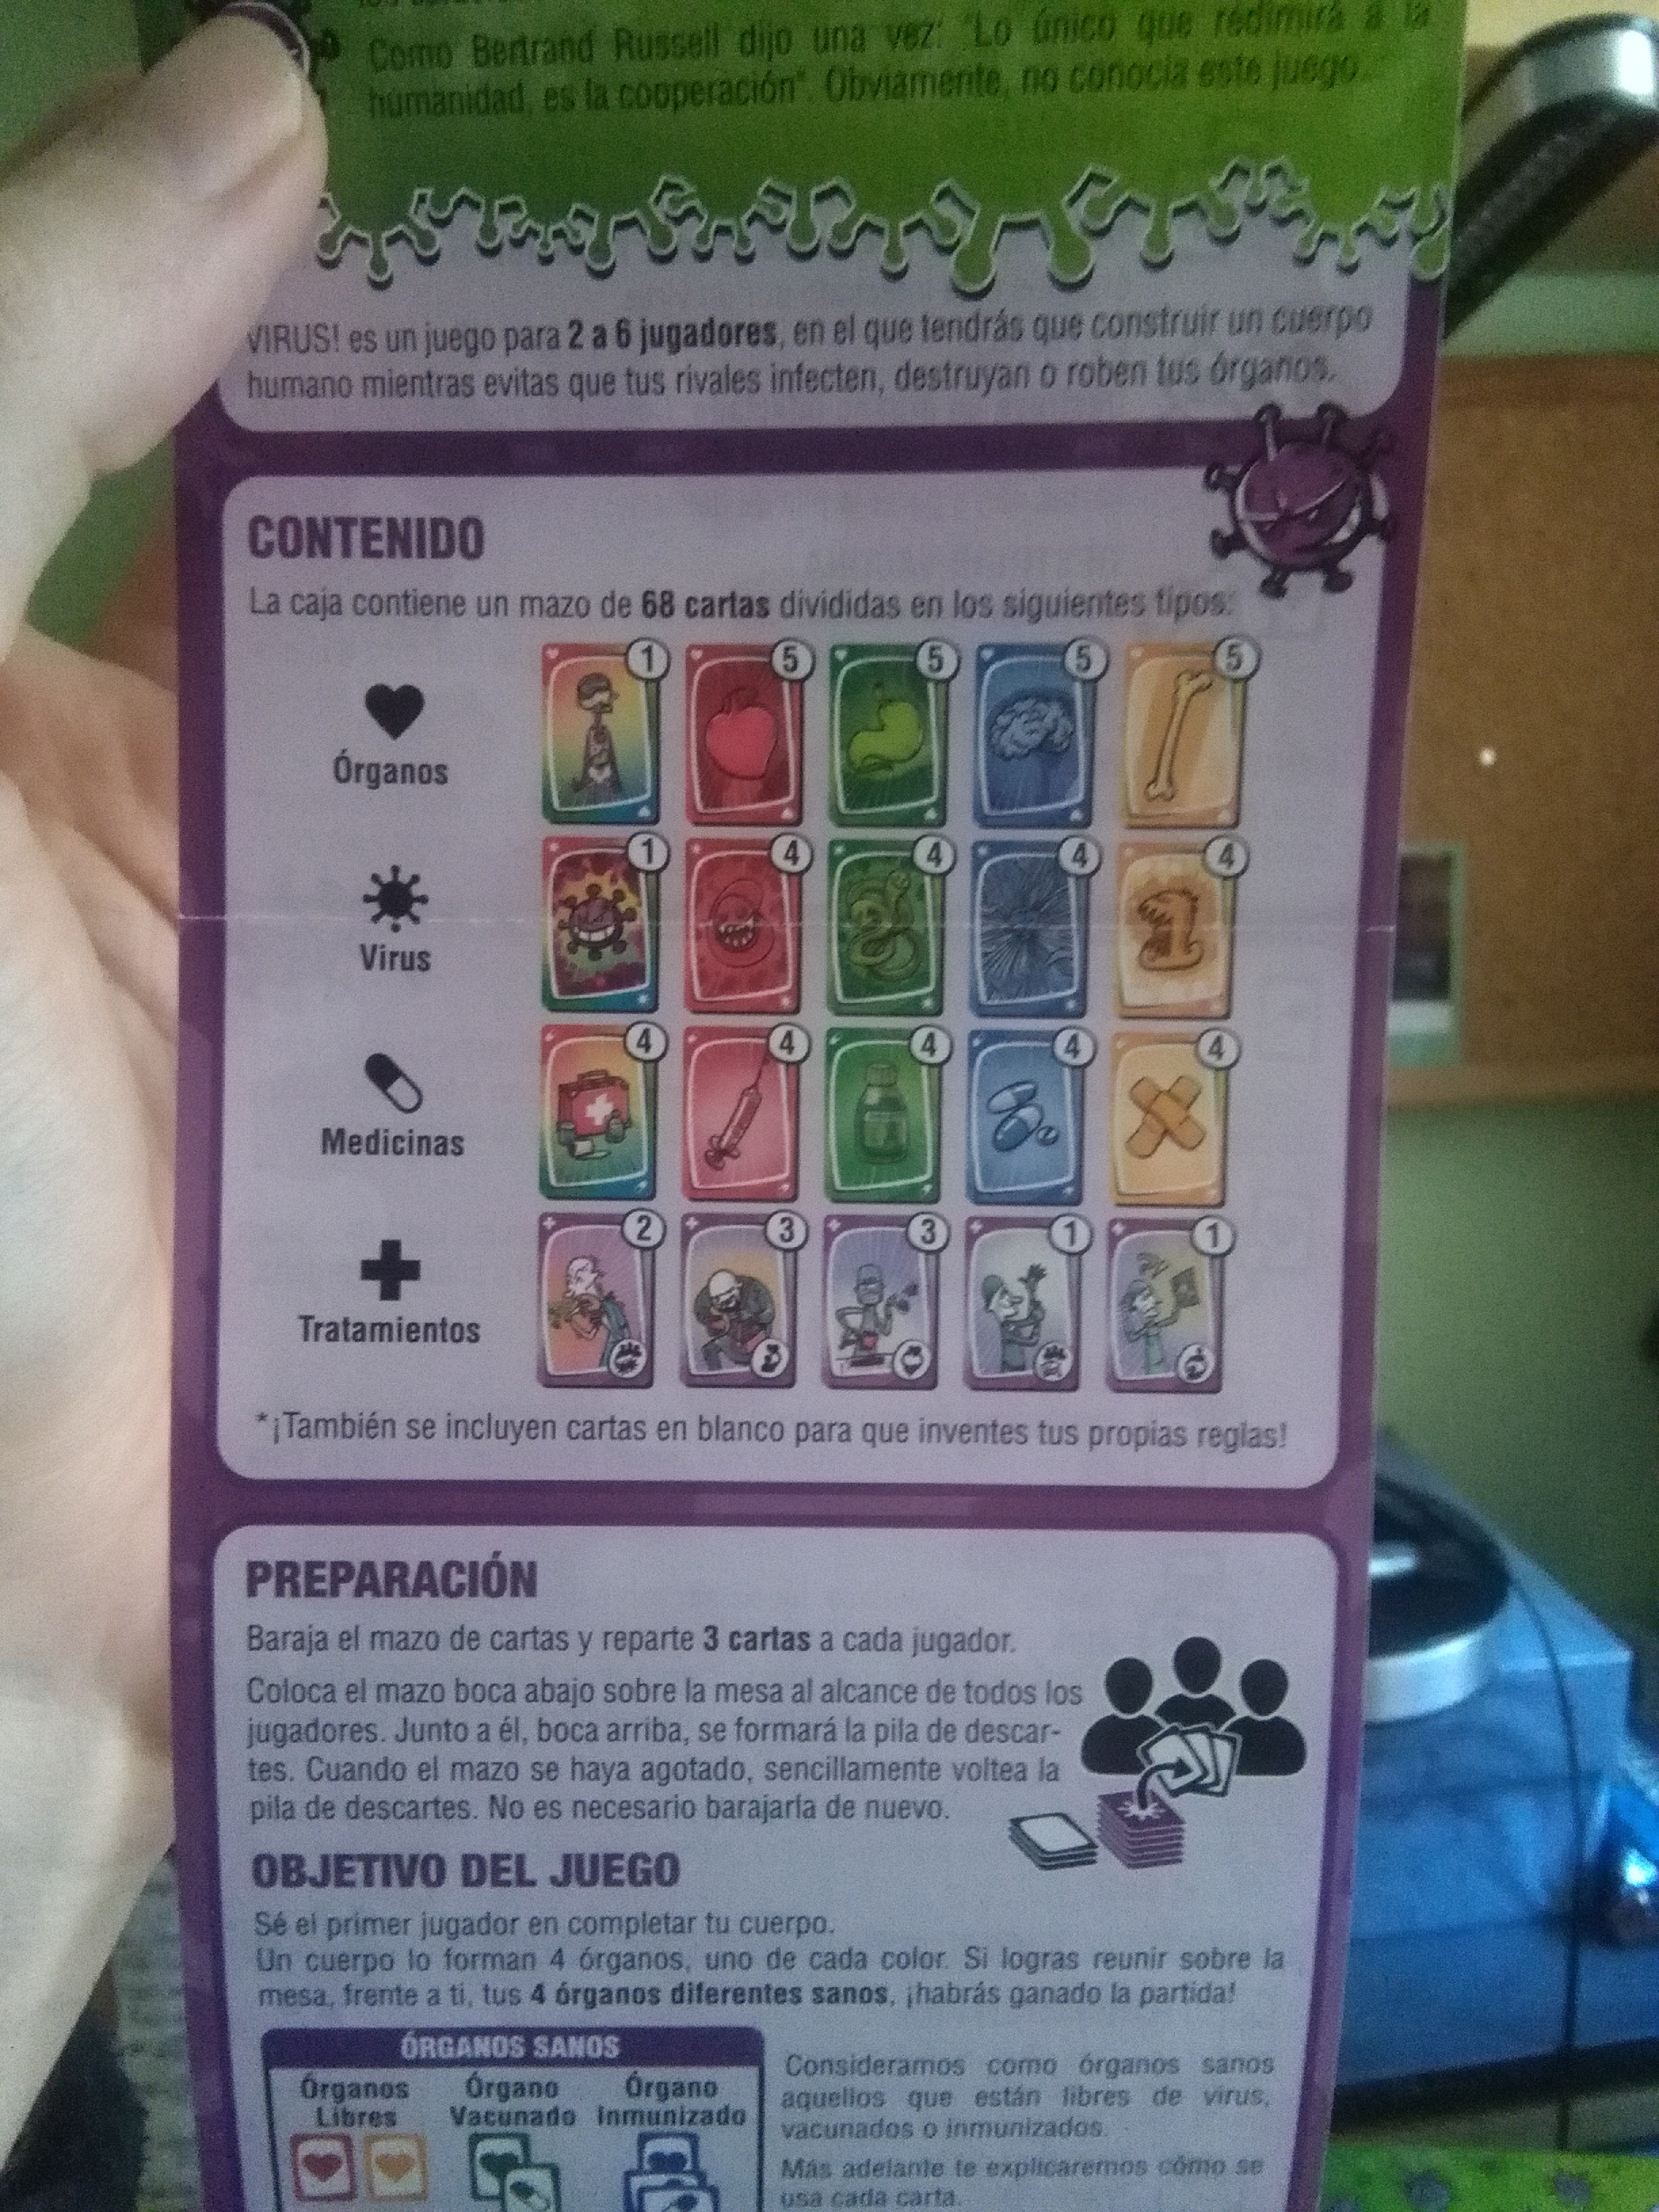 Como Bertrand Russell dijo una vez: "Lo único que redimirá a la
humanidad, es la cooperación". Obviamente, no conocía este juego.
VIRUS! es un juego para 2 a 6 jugadores, en el que tendrás que construir un cuerpo
humano mientras evitas que tus rivales infecten, destruyan o roben tus órganos.
CONTENIDO
La caja contiene un mazo de 68 cartas divididas en los siguientes tipos:
1 5 5 5 5
Órganos
1 4 4 4 4
Virus
4 4 4 4 4
Medicinas
2 3 3 1 1
Tratamientos
*¡También se incluyen cartas en blanco para que inventes tus propias reglas!
PREPARACIÓN
Baraja el mazo de cartas y reparte 3 cartas a cada jugador.
Coloca el mazo boca abajo sobre la mesa al alcance de todos los
jugadores. Junto a él, boca arriba, se formará la pila de descar-
tes. Cuando el mazo se haya agotado, sencillamente voltea la
pila de descartes. No es necesario barajarla de nuevo.
OBJETIVO DEL JUEGO
Sé el primer jugador en completar tu cuerpo.
Un cuerpo lo forman 4 órganos, uno de cada color. Si logras reunir sobre la
mesa, frente a ti, tus 4 órganos diferentes sanos, ¡habrás ganado la partida!
ÓRGANOS SANOS
Órganos Libres
Órgano Vacunado
Órgano Inmunizado
Consideramos como órganos sanos
aquellos que están libres de virus,
vacunados o inmunizados.
Más adelante te explicaremos cómo se
usa cada carta.